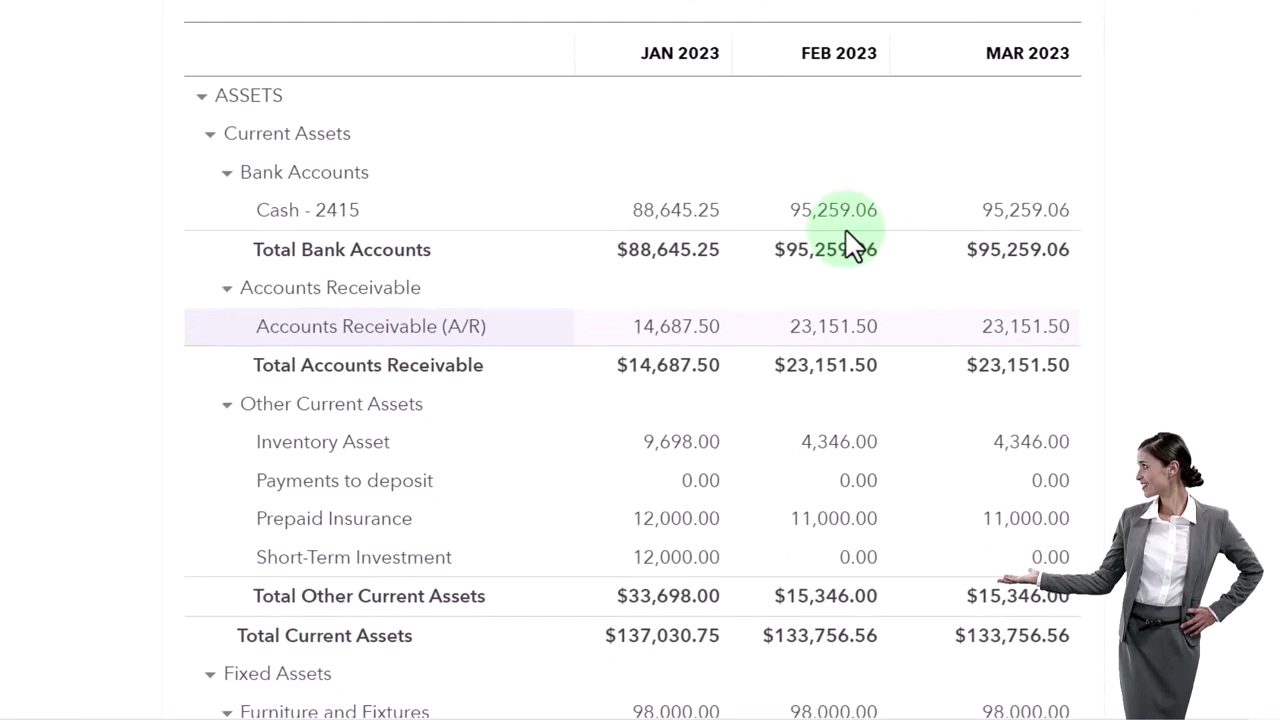 JAN 2023 FEB 2023 MAR 2023
ASSETS
Current Assets
Bank Accounts
Cash - 2415 88,645.25 95,259.06 95,259.06
Total Bank Accounts $88,645.25 $95,259.06 $95,259.06
Accounts Receivable
Accounts Receivable (A/R) 14,687.50 23,151.50 23,151.50
Total Accounts Receivable $14,687.50 $23,151.50 $23,151.50
Other Current Assets
Inventory Asset 9,698.00 4,346.00 4,346.00
Payments to deposit 0.00 0.00 0.00
Prepaid Insurance 12,000.00 11,000.00 11,000.00
Short-Term Investment 12,000.00 0.00 0.00
Total Other Current Assets $33,698.00 $15,346.00 $15,346.00
Total Current Assets $137,030.75 $133,756.56 $133,756.56
Fixed Assets
Furniture and Fixtures 98,000.00 98,000.00 98,000.00